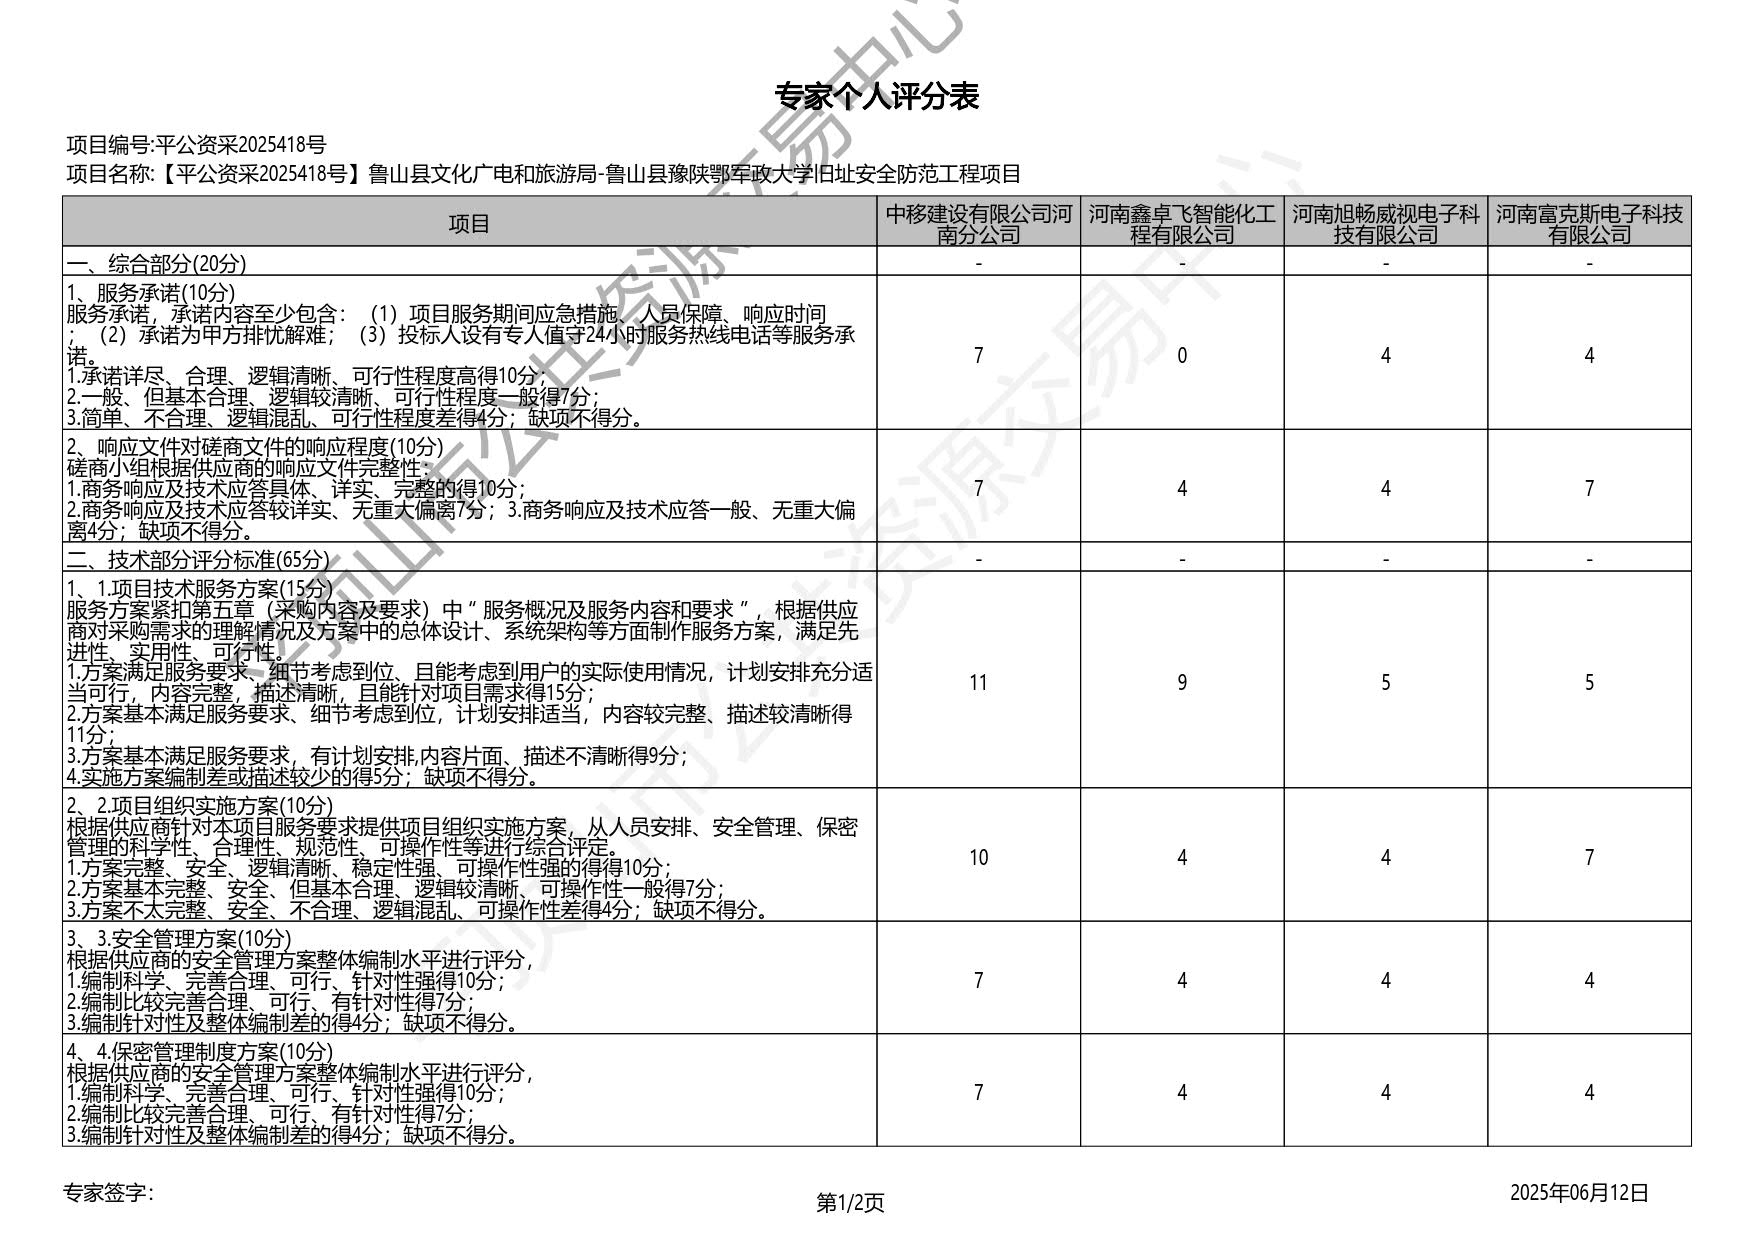 专家个人评分表
项目编号:平公资采2025418号
项目名称:【平公资采2025418号】鲁山县文化广电和旅游局-鲁山县豫陕鄂军政大学旧址安全防范工程项目
项目
中移建设有限公司河
南分公司
河南鑫卓飞智能化工
程有限公司
河南旭畅威视电子科
技有限公司
河南富克斯电子科技
有限公司
一、综合部分(20分)
- - - -
1、服务承诺(10分)
服务承诺，承诺内容至少包含：（1）项目服务期间应急措施、人员保障、响应时间
；（2）承诺为甲方排忧解难；（3）投标人设有专人值守24小时服务热线电话等服务承
诺。
1.承诺详尽、合理、逻辑清晰、可行性程度高得10分；
2.一般、但基本合理、逻辑较清晰、可行性程度一般得7分；
3.简单、不合理、逻辑混乱、可行性程度差得4分；缺项不得分。
7 0 4 4
2、响应文件对磋商文件的响应程度(10分)
磋商小组根据供应商的响应文件完整性：
1.商务响应及技术应答具体、详实、完整的得10分；
2.商务响应及技术应答较详实、无重大偏离7分；3.商务响应及技术应答一般、无重大偏
离4分；缺项不得分。
7 4 4 7
二、技术部分评分标准(65分)
- - - -
1、1.项目技术服务方案(15分)
服务方案紧扣第五章（采购内容及要求）中＂服务概况及服务内容和要求＂，根据供应
商对采购需求的理解情况及方案中的总体设计、系统架构等方面制作服务方案，满足先
进性、实用性、可行性。
1.方案满足服务要求、细节考虑到位、且能考虑到用户的实际使用情况，计划安排充分适
当可行，内容完整，描述清晰，且能针对项目需求得15分；
2.方案基本满足服务要求、细节考虑到位，计划安排适当，内容较完整、描述较清晰得
11分；
3.方案基本满足服务要求，有计划安排,内容片面、描述不清晰得9分；
4.实施方案编制差或描述较少的得5分；缺项不得分。
11 9 5 5
2、2.项目组织实施方案(10分)
根据供应商针对本项目服务要求提供项目组织实施方案，从人员安排、安全管理、保密
管理的科学性、合理性、规范性、可操作性等进行综合评定。
1.方案完整、安全、逻辑清晰、稳定性强、可操作性强的得得10分；
2.方案基本完整、安全、但基本合理、逻辑较清晰、可操作性一般得7分；
3.方案不太完整、安全、不合理、逻辑混乱、可操作性差得4分；缺项不得分。
10 4 4 7
3、3.安全管理方案(10分)
根据供应商的安全管理方案整体编制水平进行评分，
1.编制科学、完善合理、可行、针对性强得10分；
2.编制比较完善合理、可行、有针对性得7分；
3.编制针对性及整体编制差的得4分；缺项不得分。
7 4 4 4
4、4.保密管理制度方案(10分)
根据供应商的安全管理方案整体编制水平进行评分，
1.编制科学、完善合理、可行、针对性强得10分；
2.编制比较完善合理、可行、有针对性得7分；
3.编制针对性及整体编制差的得4分；缺项不得分。
7 4 4 4
专家签字：
第1/2页
2025年06月12日
平顶山市公共资源交易中心
平顶山市公共资源交易中心